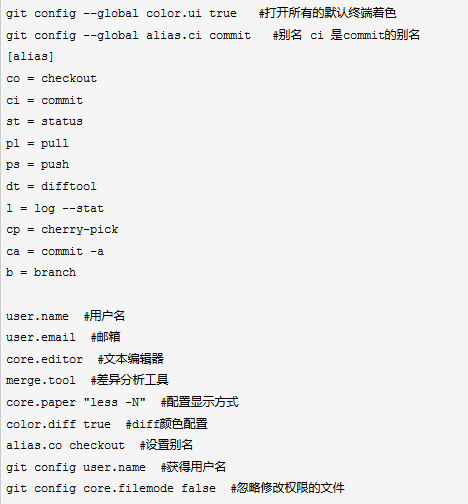 git config --global color.ui true   #打开所有的默认终端着色
git config --global alias.ci commit   #别名 ci 是commit的别名
[alias]
co = checkout
ci = commit
st = status
pl = pull
ps = push
dt = difftool
l = log --stat
cp = cherry-pick
ca = commit -a
b = branch
user.name  #用户名
user.email  #邮箱
core.editor  #文本编辑器
merge.tool  #差异分析工具
core.paper "less -N"  #配置显示方式
color.diff true  #diff颜色配置
alias.co checkout  #设置别名
git config user.name  #获得用户名
git config core.filemode false  #忽略修改权限的文件